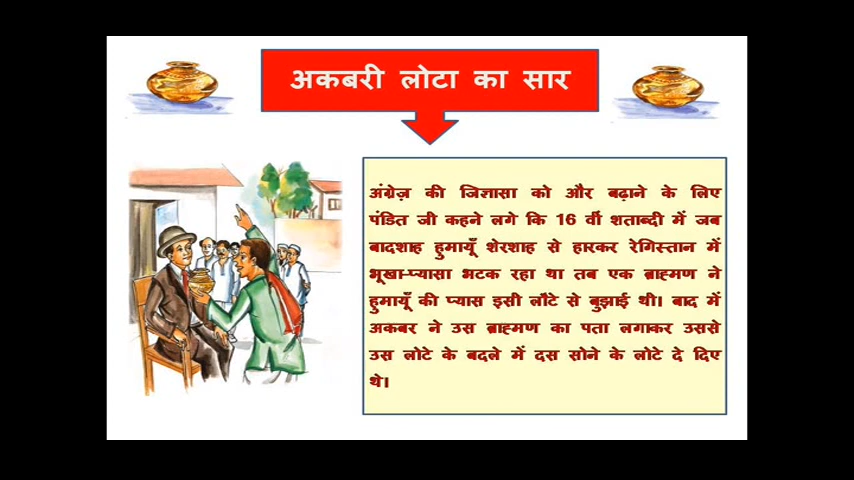 अकबरी लोटा का सार
अंग्रेज़ की जिज्ञासा को और बढ़ाने के लिए
पंडित जी कहने लगे कि 16 वीं शताब्दी में जब
बादशाह हुमायूँ शेरशाह से हारकर रेगिस्तान में
भूखा-प्यासा भटक रहा था तब एक ब्राह्मण ने
हुमायूँ की प्यास इसी लौटे से बुझाई थी। बाद में
अकबर ने उस ब्राह्मण का पता लगाकर उससे
उस लोटे के बदले में दस सोने के लोटे दे दिए
थे।